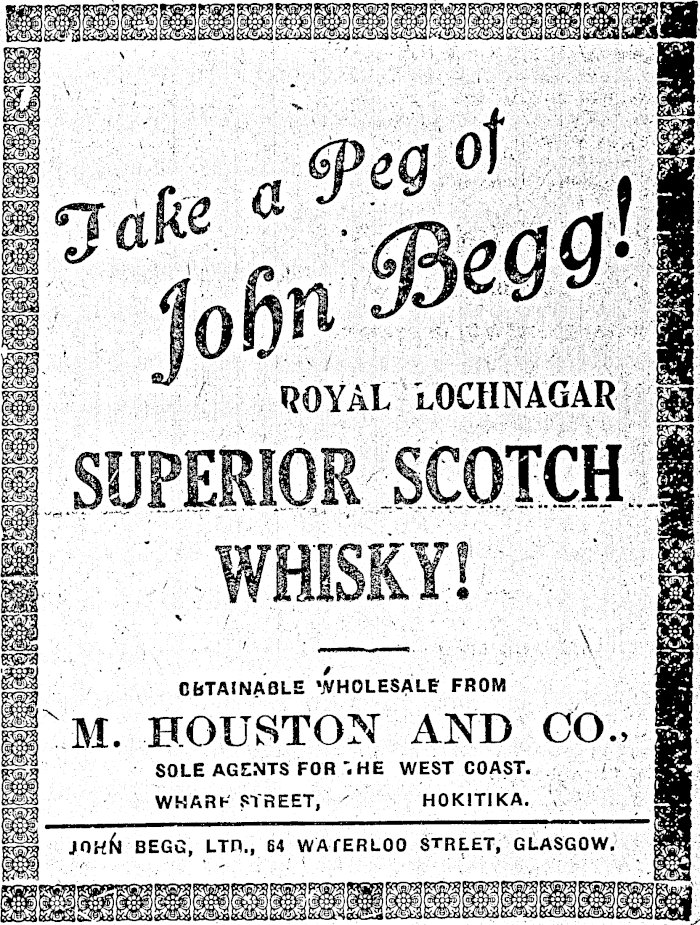 Take a Peg of
John Begg!
ROYAL LOCHNAGAR
SUPERIOR SCOTCH
WHISKY!
OBTAINABLE WHOLESALE FROM
M. HOUSTON AND CO.,
SOLE AGENTS FOR THE WEST COAST.
WHARF STREET, HOKITIKA.
JOHN BEGG, LTD., 64 WATERLOO STREET, GLASGOW.